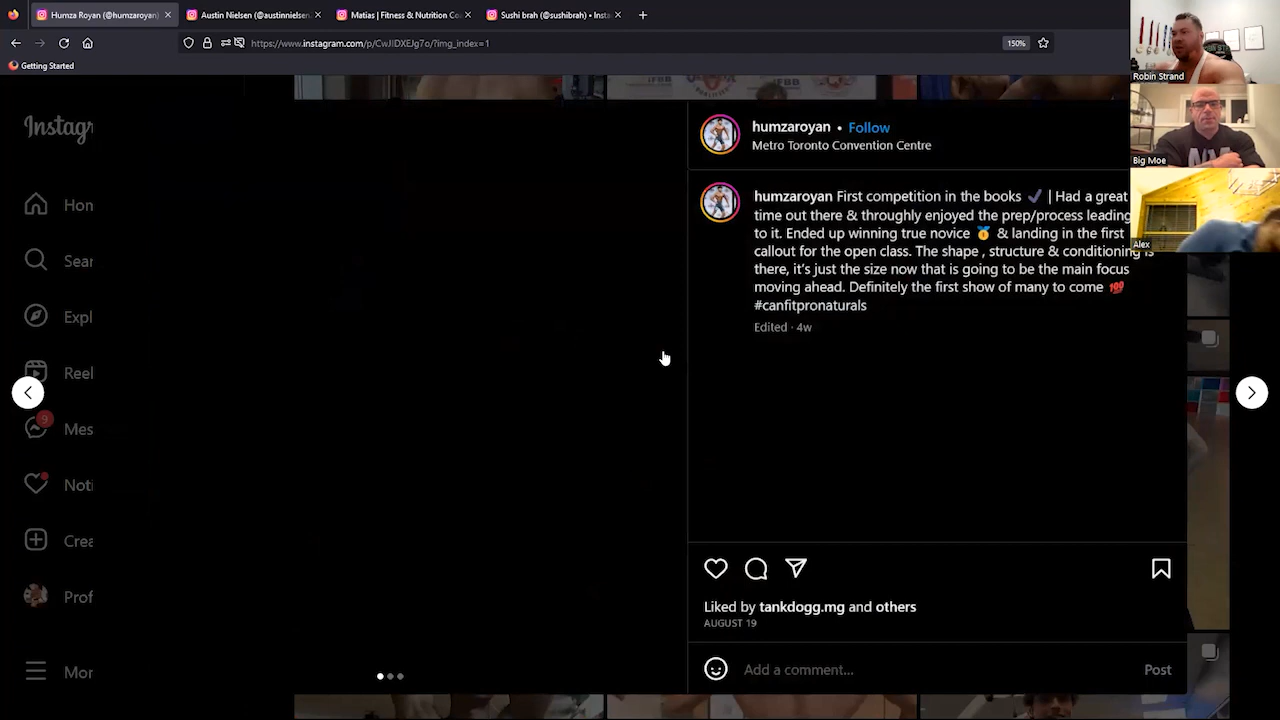 Humza Royan (@humzaroyan)
Austin Nielsen (@austinnielsen.
Matias | Fitness & Nutrition Co
Sushi brah (@sushibrah) • Insta
https://www.instagram.com/p/CwJlDXEJg7o/?img_index=1
150%
Getting Started
Robin Strand
Big Moe
Alex
IFBB
Instagr
Hom
Sear
Expl
Reel
9
Mes
Noti
Crea
Prof
Mor
humzaroyan • Follow
Metro Toronto Convention Centre
humzaroyan First competition in the books ✔️ | Had a great
time out there & throughly enjoyed the prep/process leading
to it. Ended up winning true novice 🥇 & landing in the first
callout for the open class. The shape , structure & conditioning is
there, it’s just the size now that is going to be the main focus
moving ahead. Definitely the first show of many to come 💯
#canfitpronaturals
Edited · 4w
Liked by tankdogg.mg and others
AUGUST 19
Add a comment...
Post